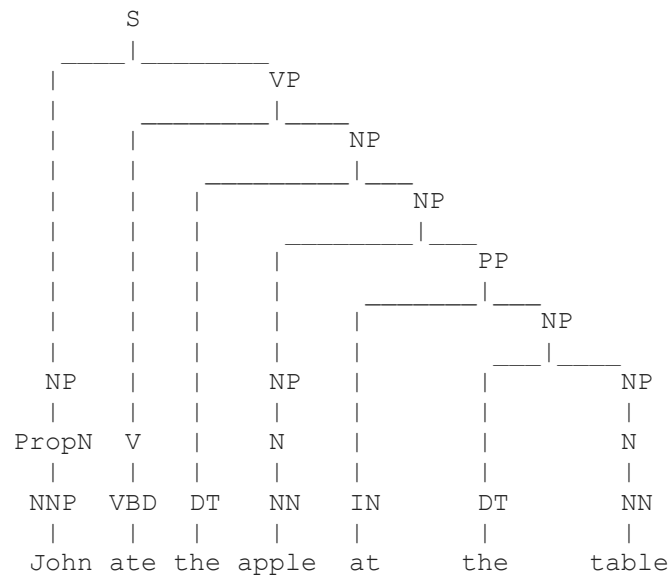 S
VP
NP
NP
PP
NP
NP NP NP
PropN V N N
NNP VBD DT NN IN DT NN
John ate the apple at the table